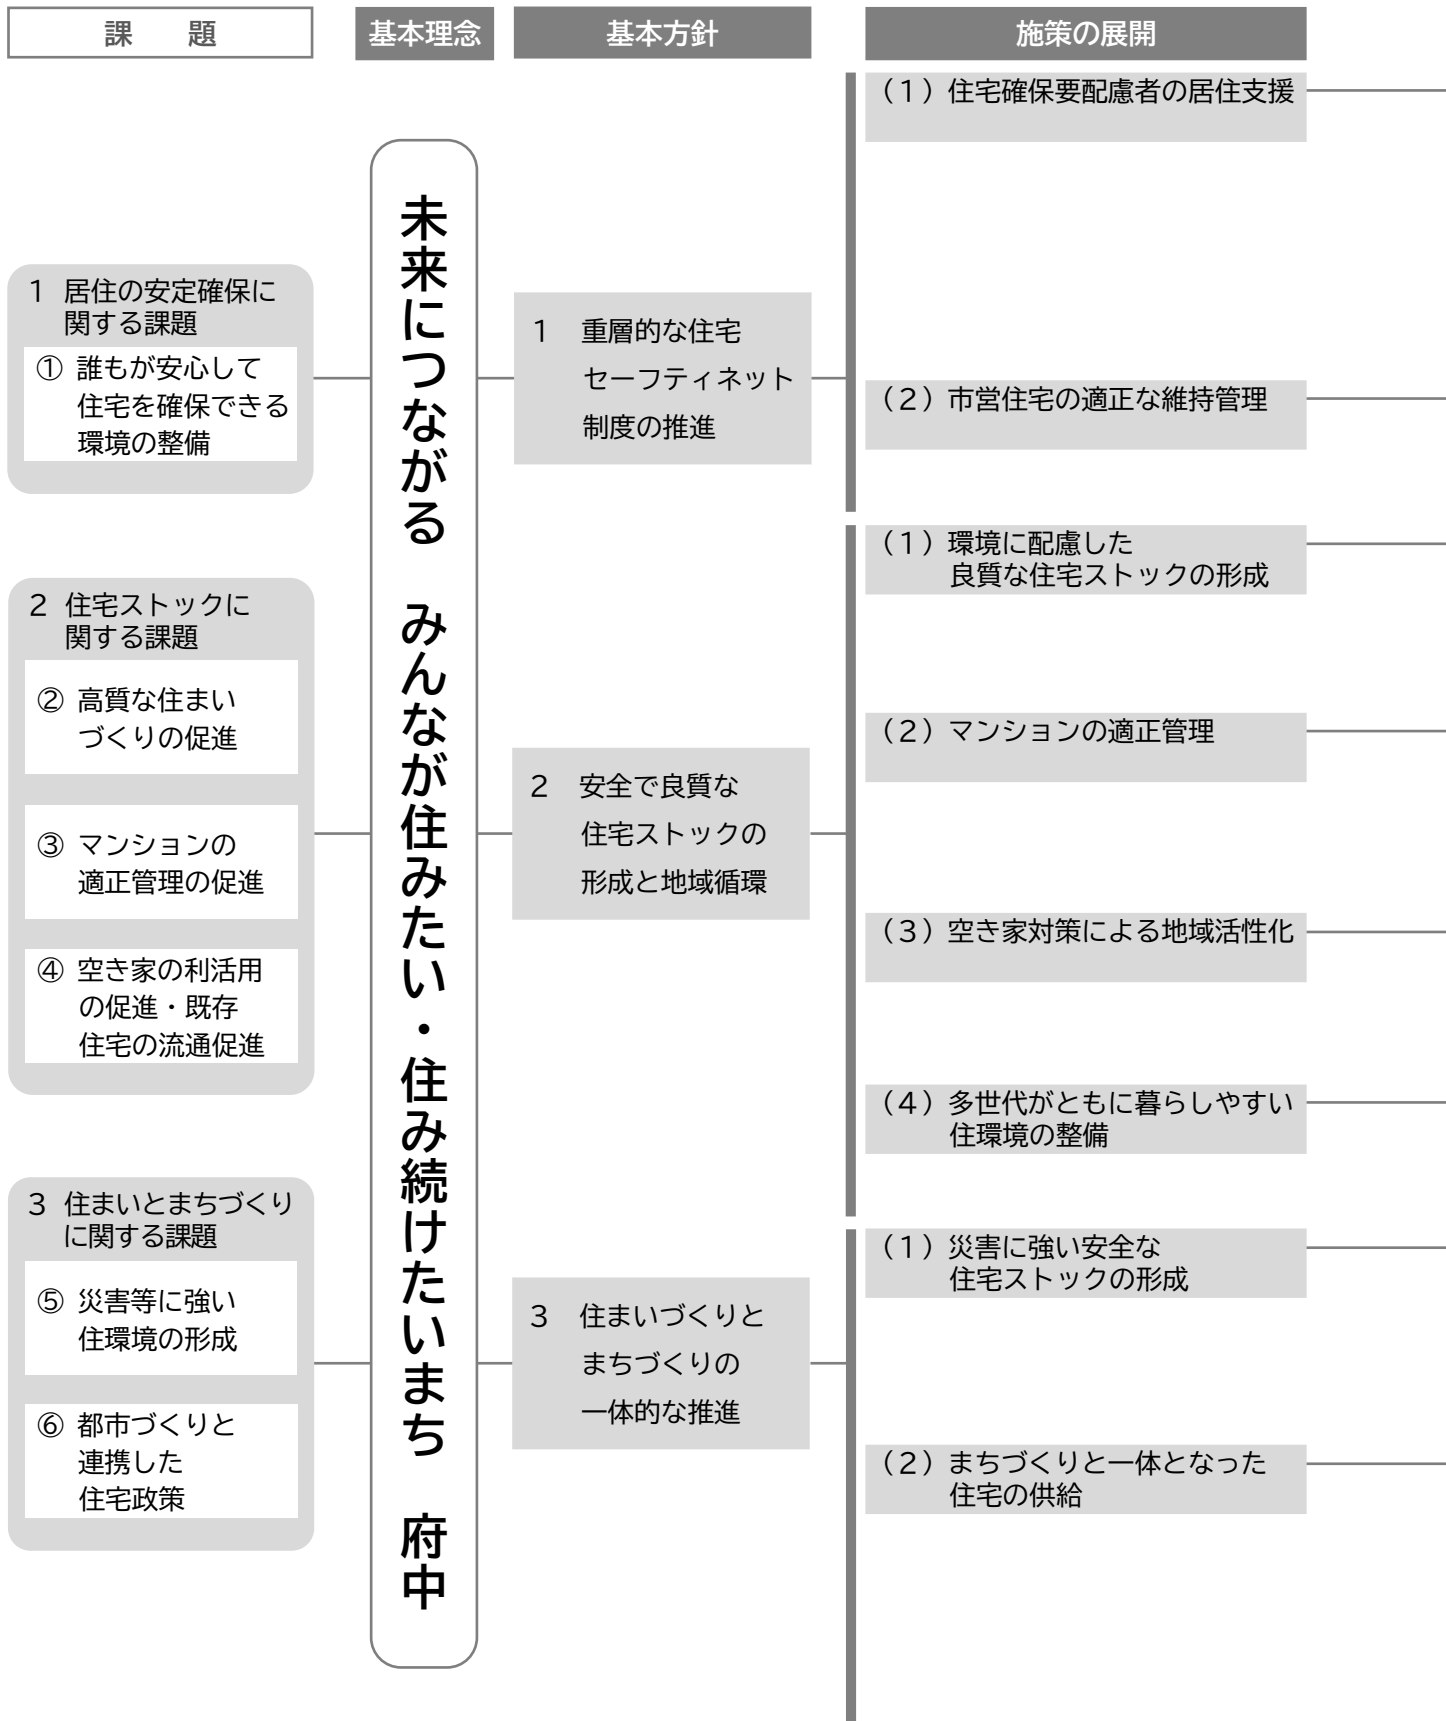 課　題
基本理念
基本方針
施策の展開
1 居住の安定確保に
関する課題
① 誰もが安心して
住宅を確保できる
環境の整備
2 住宅ストックに
関する課題
② 高質な住まい
づくりの促進
③ マンションの
適正管理の促進
④ 空き家の利活用
の促進・既存
住宅の流通促進
3 住まいとまちづくり
に関する課題
⑤ 災害等に強い
住環境の形成
⑥ 都市づくりと
連携した
住宅政策
未来につながる　みんなが住みたい・住み続けたいまち　府中
1　重層的な住宅
セーフティネット
制度の推進
2　安全で良質な
住宅ストックの
形成と地域循環
3　住まいづくりと
まちづくりの
一体的な推進
（1）住宅確保要配慮者の居住支援
（2）市営住宅の適正な維持管理
（1）環境に配慮した
良質な住宅ストックの形成
（2）マンションの適正管理
（3）空き家対策による地域活性化
（4）多世代がともに暮らしやすい
住環境の整備
（1）災害に強い安全な
住宅ストックの形成
（2）まちづくりと一体となった
住宅の供給